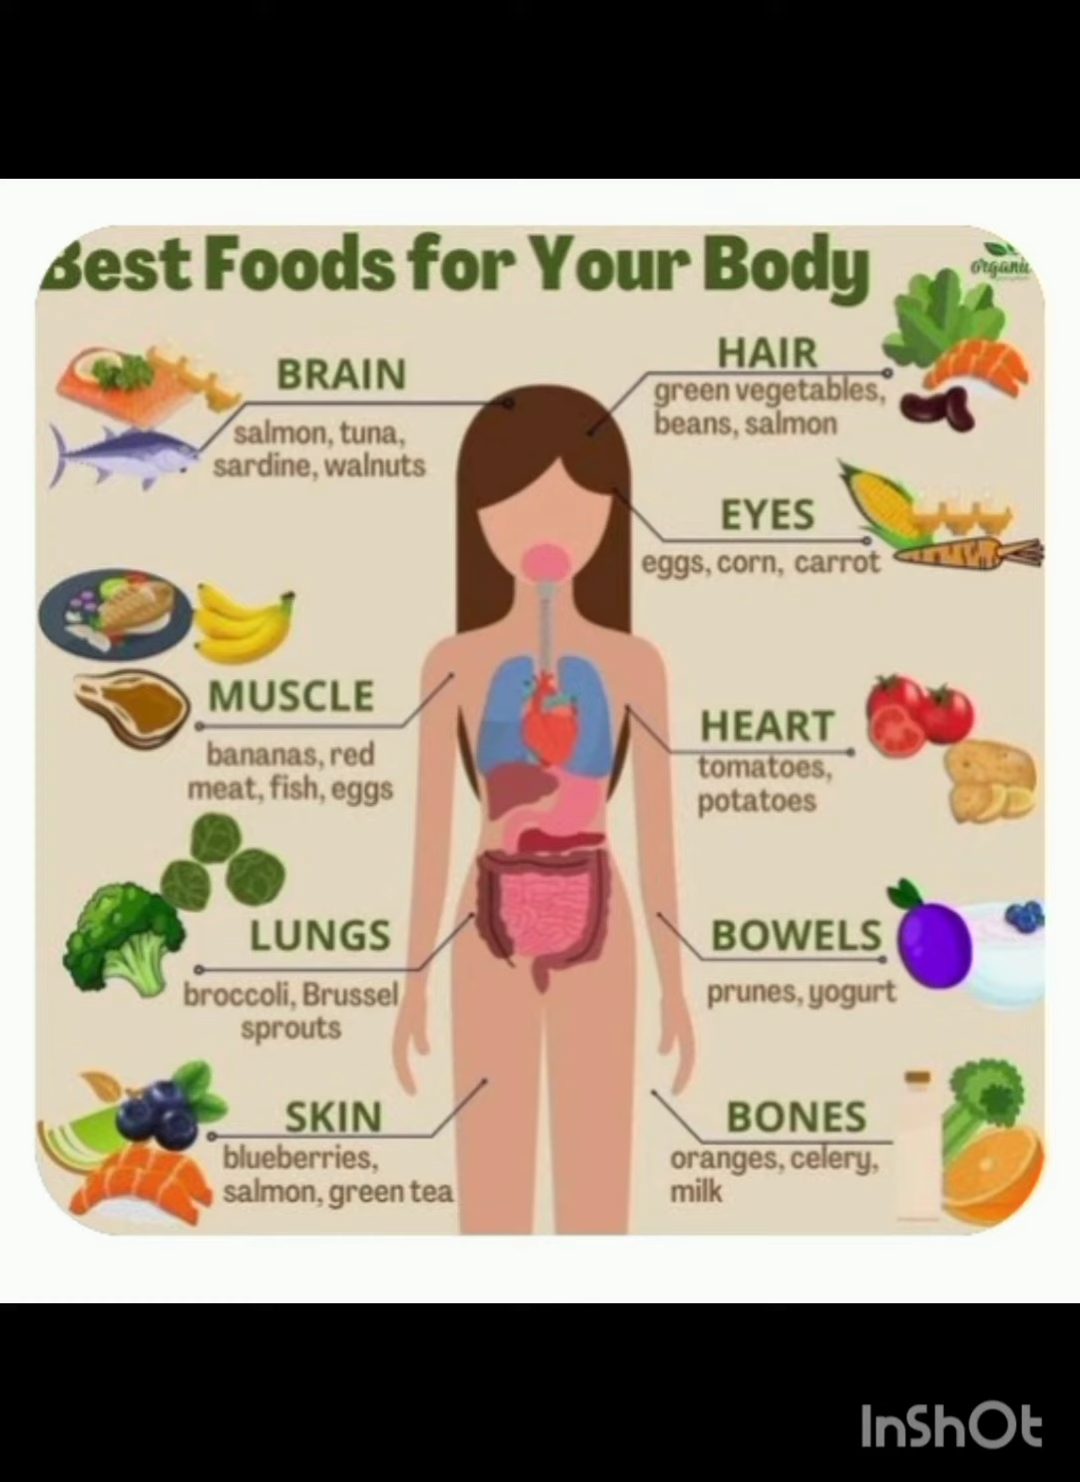 Best Foods for Your Body
organic
BRAIN
salmon, tuna,
sardine, walnuts
HAIR
green vegetables,
beans, salmon
EYES
eggs, corn, carrot
MUSCLE
bananas, red
meat, fish, eggs
HEART
tomatoes,
potatoes
LUNGS
broccoli, Brussel
sprouts
BOWELS
prunes, yogurt
SKIN
blueberries,
salmon, green tea
BONES
oranges, celery,
milk
InShOt